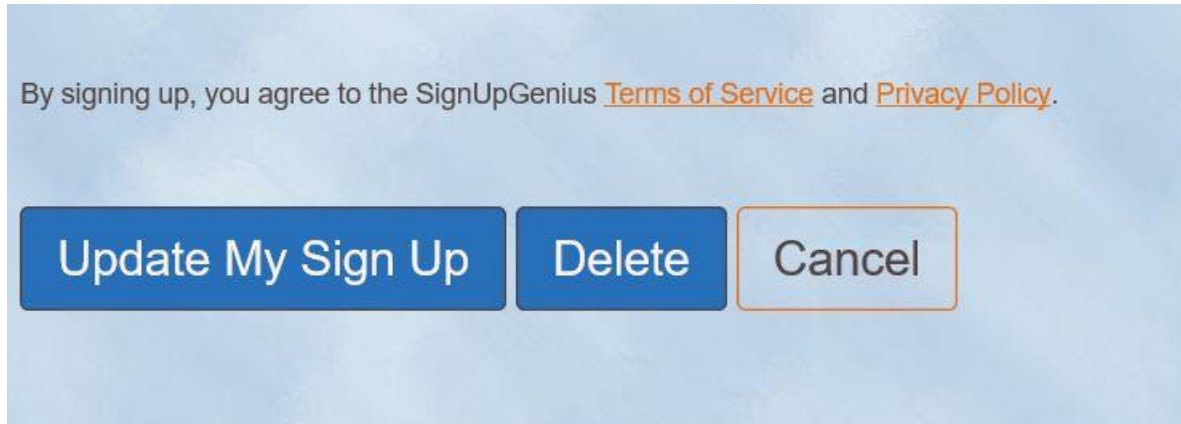 By signing up, you agree to the SignUpGenius Terms of Service and Privacy Policy.
Update My Sign Up Delete Cancel